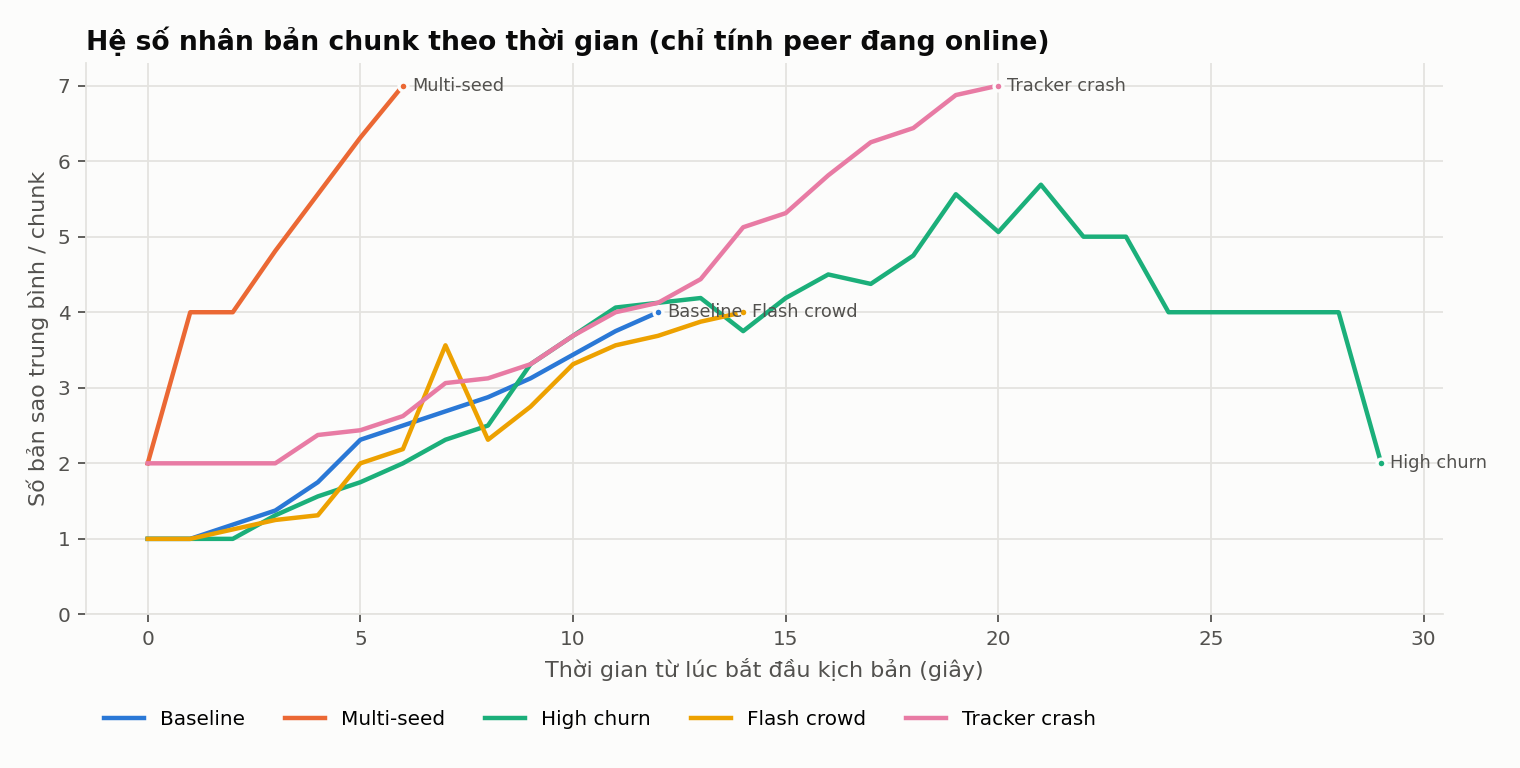 Hệ số nhân bản chunk theo thời gian (chỉ tính peer đang online)
Số bản sao trung bình / chunk
7
6
5
4
3
2
1
0
Multi-seed
Tracker crash
Baseline
Flash crowd
High churn
0
5
10
15
20
25
30
Thời gian từ lúc bắt đầu kịch bản (giây)
Baseline
Multi-seed
High churn
Flash crowd
Tracker crash